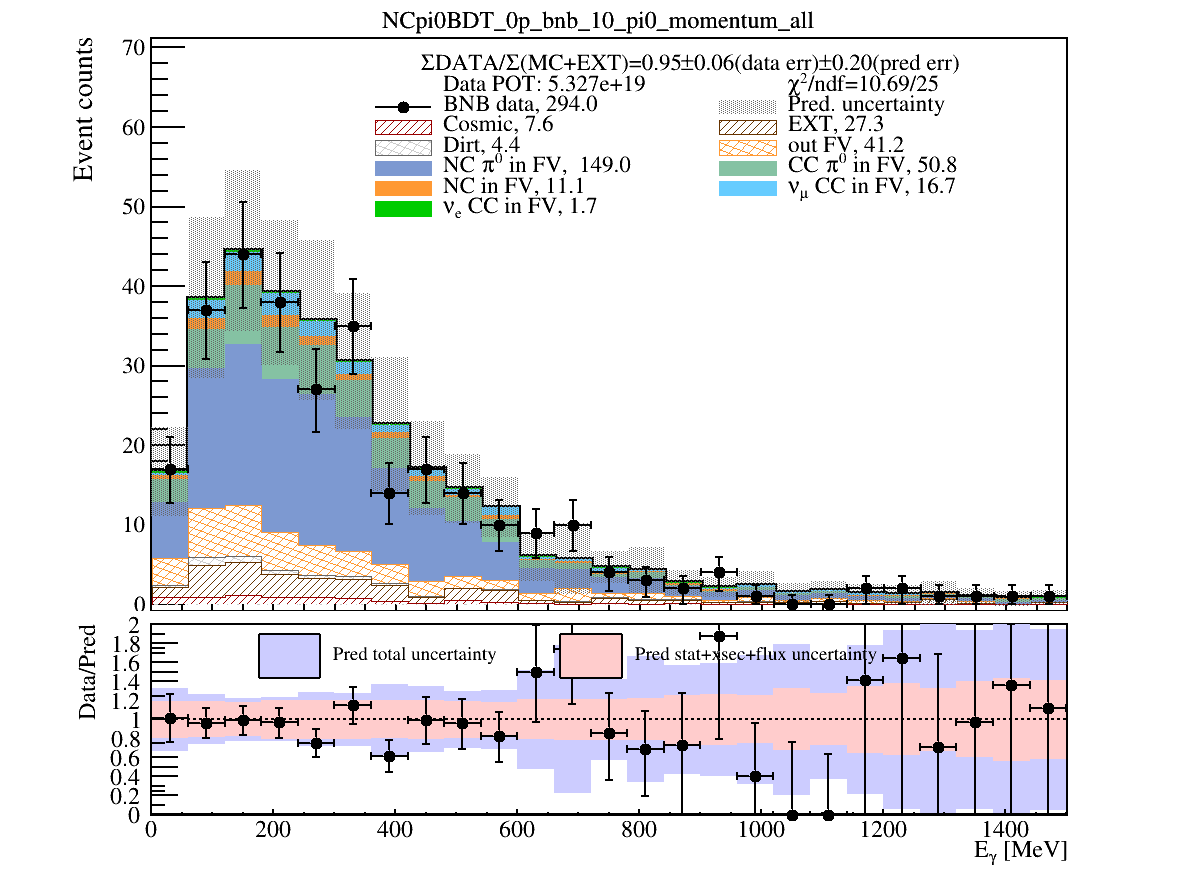 NCpi0BDT_0p_bnb_10_pi0_momentum_all
ΣDATA/Σ(MC+EXT)=0.95±0.06(data err)±0.20(pred err)
Data POT: 5.327e+19 χ²/ndf=10.69/25
BNB data, 294.0 Pred. uncertainty
Cosmic, 7.6 EXT, 27.3
Dirt, 4.4 out FV, 41.2
NC π⁰ in FV, 149.0 CC π⁰ in FV, 50.8
NC in FV, 11.1 νμ CC in FV, 16.7
νe CC in FV, 1.7
Event counts
70
60
50
40
30
20
10
0
Pred total uncertainty Pred stat+xsec+flux uncertainty
Data/Pred
2
1.8
1.6
1.4
1.2
1
0.8
0.6
0.4
0.2
0
0 200 400 600 800 1000 1200 1400
Eγ [MeV]